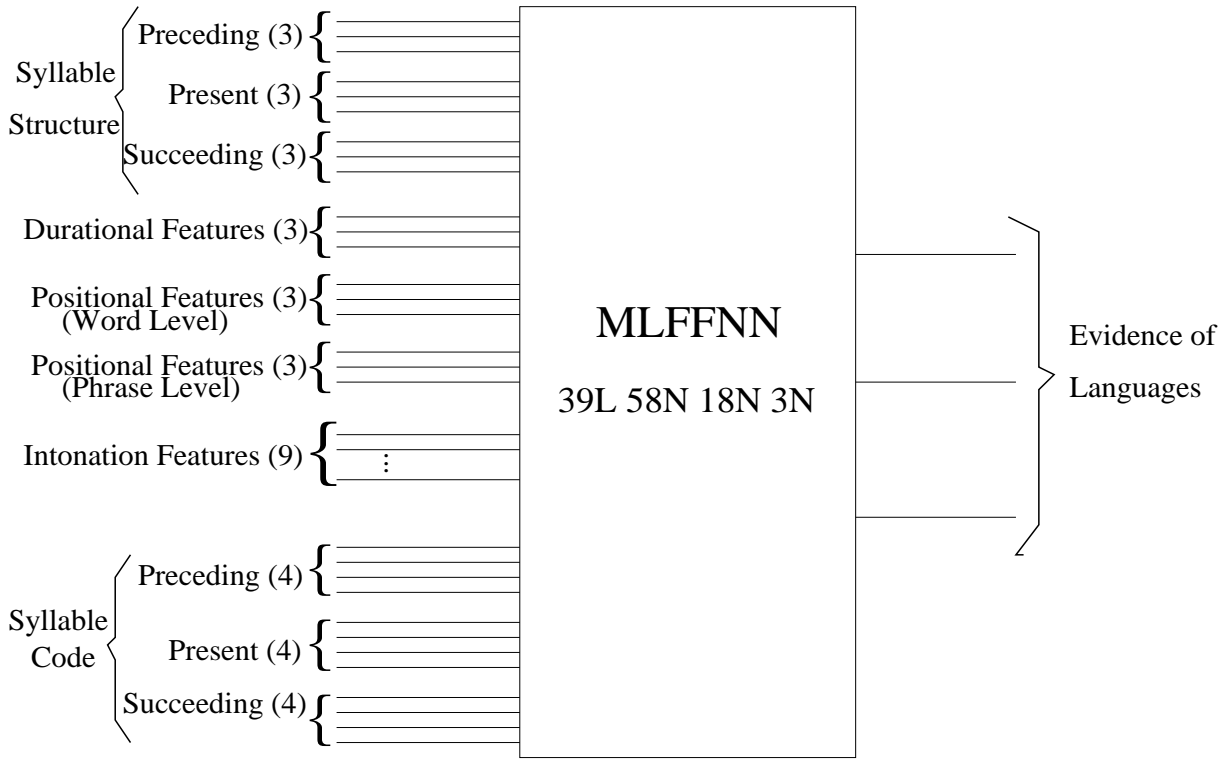 Syllable
Structure
Preceding (3)
Present (3)
Succeeding (3)
Durational Features (3)
Positional Features (3)
(Word Level)
Positional Features (3)
(Phrase Level)
Intonation Features (9)
Syllable
Code
Preceding (4)
Present (4)
Succeeding (4)
MLFFNN
39L 58N 18N 3N
Evidence of
Languages